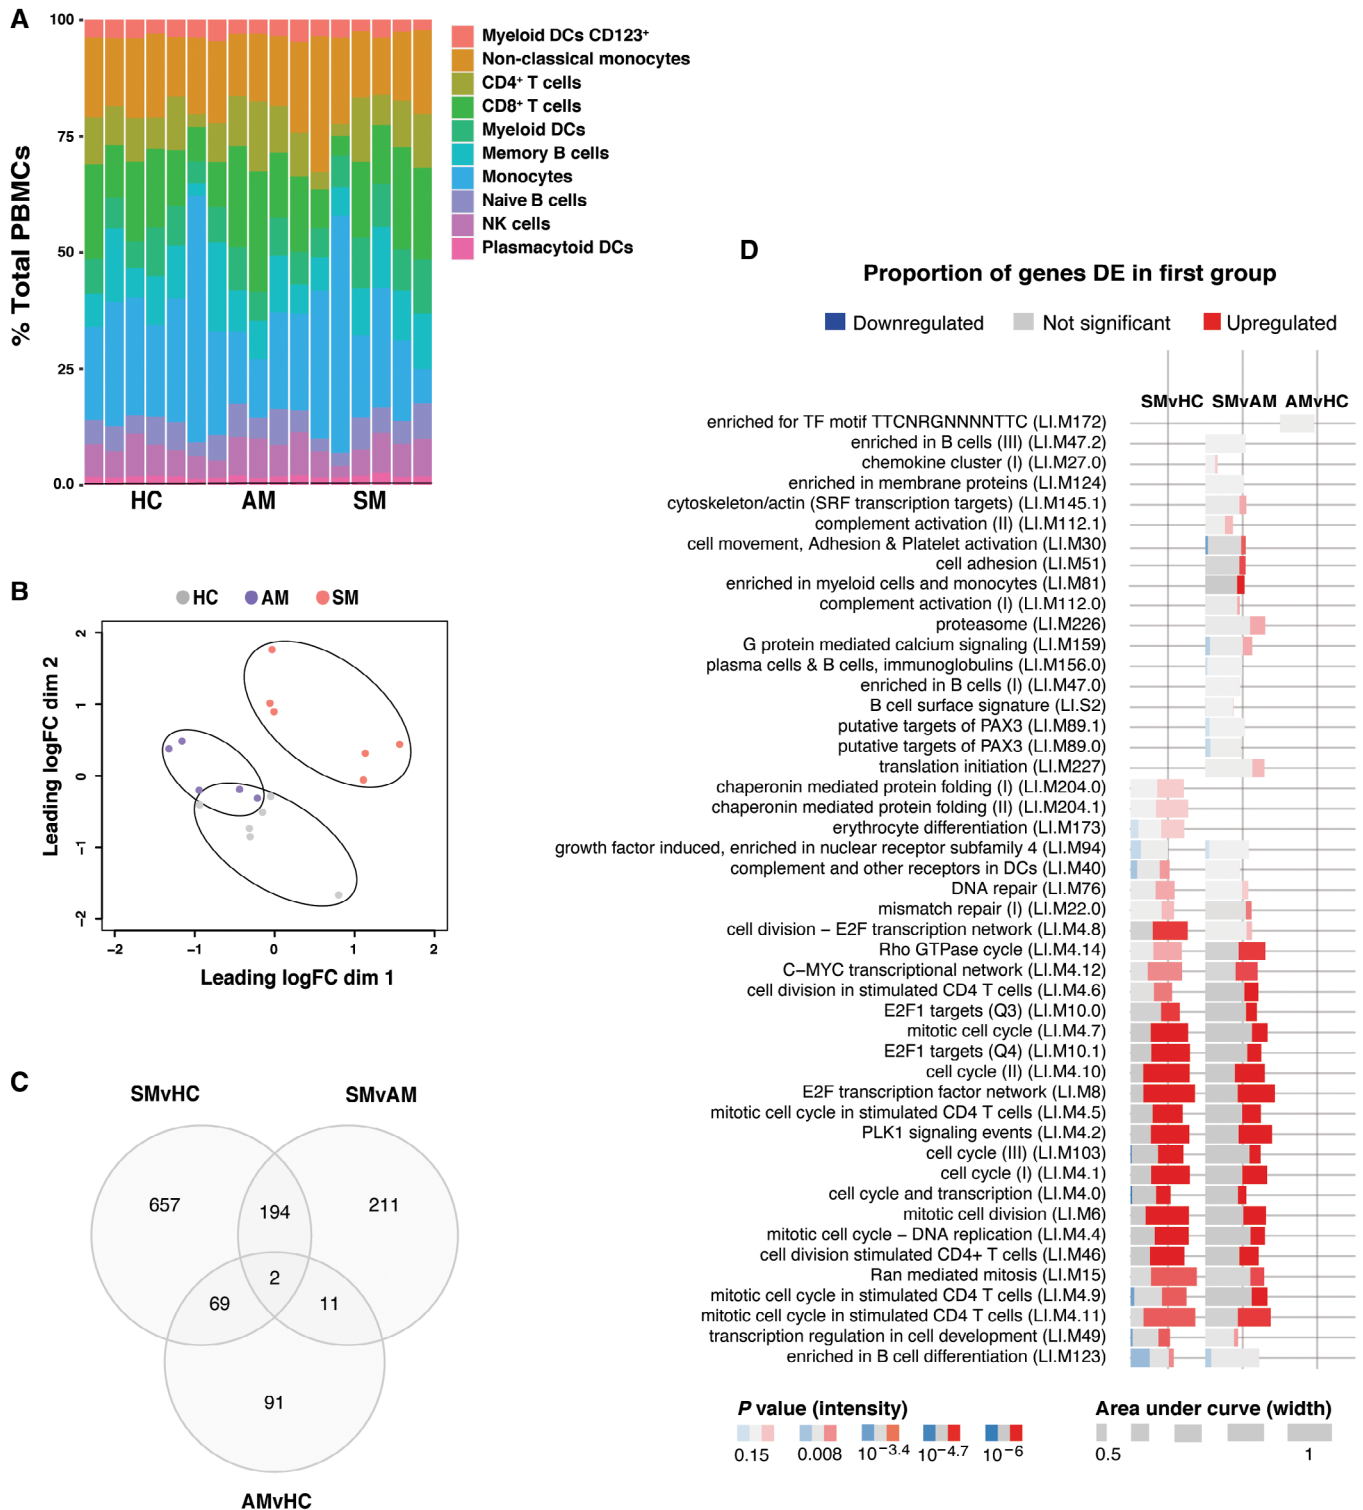 A
100
75
50
25
0.0
% Total PBMCs
HC AM SM
Myeloid DCs CD123+
Non-classical monocytes
CD4+ T cells
CD8+ T cells
Myeloid DCs
Memory B cells
Monocytes
Naive B cells
NK cells
Plasmacytoid DCs
B
HC AM SM
2
1
0
−1
−2
Leading logFC dim 2
−2 −1 0 1 2
Leading logFC dim 1
C
SMvHC SMvAM
657 194 211
2
69 11
91
AMvHC
D
Proportion of genes DE in first group
Downregulated Not significant Upregulated
SMvHC SMvAM AMvHC
enriched for TF motif TTCNRGNNNNTTC (LI.M172)
enriched in B cells (III) (LI.M47.2)
chemokine cluster (I) (LI.M27.0)
enriched in membrane proteins (LI.M124)
cytoskeleton/actin (SRF transcription targets) (LI.M145.1)
complement activation (II) (LI.M112.1)
cell movement, Adhesion & Platelet activation (LI.M30)
cell adhesion (LI.M51)
enriched in myeloid cells and monocytes (LI.M81)
complement activation (I) (LI.M112.0)
proteasome (LI.M226)
G protein mediated calcium signaling (LI.M159)
plasma cells & B cells, immunoglobulins (LI.M156.0)
enriched in B cells (I) (LI.M47.0)
B cell surface signature (LI.S2)
putative targets of PAX3 (LI.M89.1)
putative targets of PAX3 (LI.M89.0)
translation initiation (LI.M227)
chaperonin mediated protein folding (I) (LI.M204.0)
chaperonin mediated protein folding (II) (LI.M204.1)
erythrocyte differentiation (LI.M173)
growth factor induced, enriched in nuclear receptor subfamily 4 (LI.M94)
complement and other receptors in DCs (LI.M40)
DNA repair (LI.M76)
mismatch repair (I) (LI.M22.0)
cell division − E2F transcription network (LI.M4.8)
Rho GTPase cycle (LI.M4.14)
C−MYC transcriptional network (LI.M4.12)
cell division in stimulated CD4 T cells (LI.M4.6)
E2F1 targets (Q3) (LI.M10.0)
mitotic cell cycle (LI.M4.7)
E2F1 targets (Q4) (LI.M10.1)
cell cycle (II) (LI.M4.10)
E2F transcription factor network (LI.M8)
mitotic cell cycle in stimulated CD4 T cells (LI.M4.5)
PLK1 signaling events (LI.M4.2)
cell cycle (III) (LI.M103)
cell cycle (I) (LI.M4.1)
cell cycle and transcription (LI.M4.0)
mitotic cell division (LI.M6)
mitotic cell cycle − DNA replication (LI.M4.4)
cell division stimulated CD4+ T cells (LI.M46)
Ran mediated mitosis (LI.M15)
mitotic cell cycle in stimulated CD4 T cells (LI.M4.9)
mitotic cell cycle in stimulated CD4 T cells (LI.M4.11)
transcription regulation in cell development (LI.M49)
enriched in B cell differentiation (LI.M123)
P value (intensity)
0.15 0.008 10−3.4 10−4.7 10−6
Area under curve (width)
0.5 1